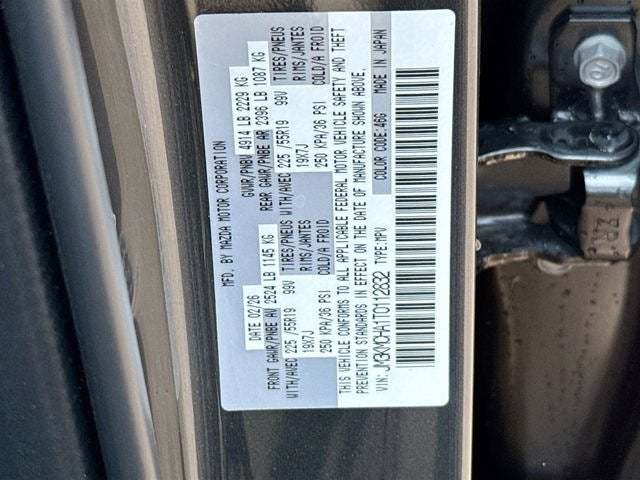 MFD. BY MAZDA MOTOR CORPORATION
DATE 02/26 GVWR/PNBV 4914 LB 2229 KG
FRONT GAWR/PNBE AV 2524 LB 1145 KG REAR GAWR/PNBE AR 2396 LB 1087 KG
WITH/AVEC 225 /55R19 99V TIRES/PNEUS WITH/AVEC 225 /55R19 99V TIRES/PNEUS
19X7J RIMS/JANTES 19X7J RIMS/JANTES
250 KPA/36 PSI COLD/A FROID 250 KPA/36 PSI COLD/A FROID
THIS VEHICLE CONFORMS TO ALL APPLICABLE FEDERAL MOTOR VEHICLE SAFETY AND THEFT
PREVENTION STANDARDS IN EFFECT ON THE DATE OF MANUFACTURE SHOWN ABOVE.
VIN: JM3KMCHA1T0112832 TYPE:MPV COLOR CODE:46G MADE IN JAPAN